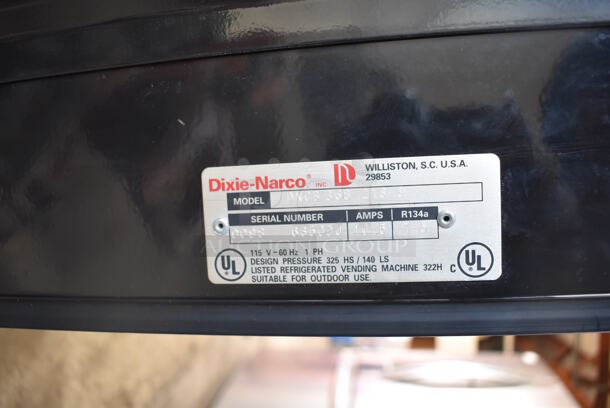 Dixie-Narco® INC.
WILLISTON, S.C. U.S.A.
29853
MODEL
SERIAL NUMBER AMPS R134a
115 V-60 Hz 1 PH
DESIGN PRESSURE 325 HS / 140 LS
LISTED REFRIGERATED VENDING MACHINE 322H
SUITABLE FOR OUTDOOR USE.
UL
C UL